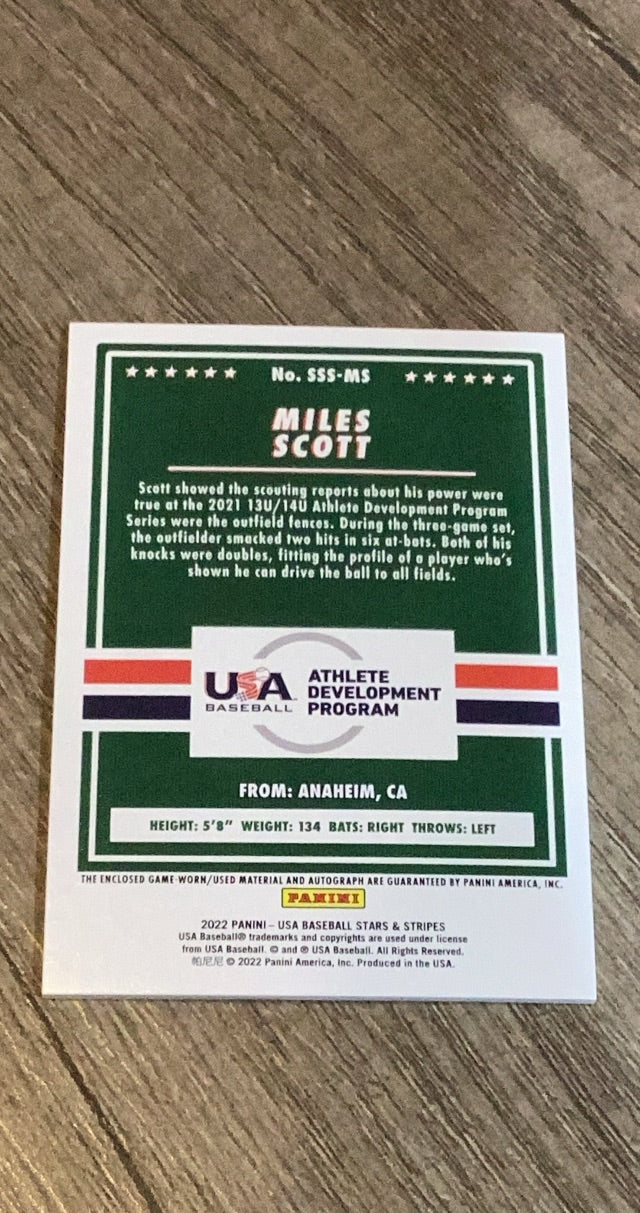 ★★★★★★ No. SSS-MS ★★★★★★
MILES
SCOTT
Scott showed the scouting reports about his power were
true at the 2021 13U/14U Athlete Development Program
Series were the outfield fences. During the three-game set,
the outfielder smacked two hits in six at-bats. Both of his
knocks were doubles, fitting the profile of a player who's
shown he can drive the ball to all fields.
USA
BASEBALL
ATHLETE
DEVELOPMENT
PROGRAM
FROM: ANAHEIM, CA
HEIGHT: 5'8" WEIGHT: 134 BATS: RIGHT THROWS: LEFT
THE ENCLOSED GAME-WORN/USED MATERIAL AND AUTOGRAPH ARE GUARANTEED BY PANINI AMERICA, INC.
PANINI
2022 PANINI – USA BASEBALL STARS & STRIPES
USA Baseball® trademarks and copyrights are used under license
from USA Baseball. © and ® USA Baseball. All Rights Reserved.
帕尼尼 © 2022 Panini America, Inc. Produced in the USA.